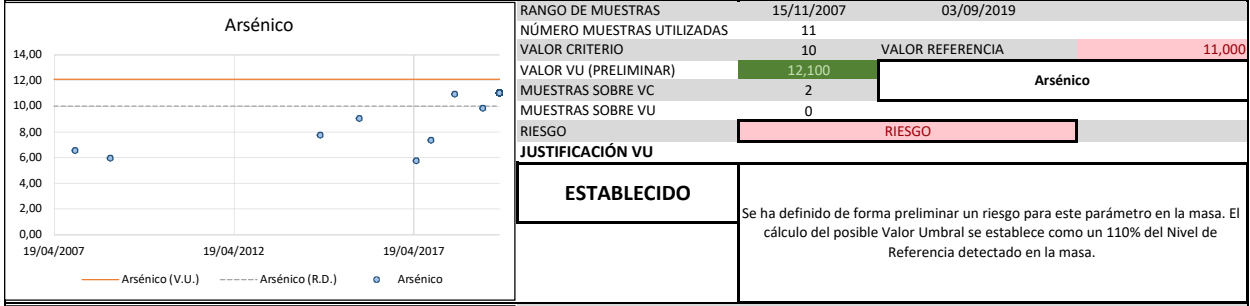 Arsénico
14,00
12,00
10,00
8,00
6,00
4,00
2,00
0,00
19/04/2007 19/04/2012 19/04/2017
Arsénico (V.U.) Arsénico (R.D.) Arsénico
RANGO DE MUESTRAS 15/11/2007 03/09/2019
NÚMERO MUESTRAS UTILIZADAS 11
VALOR CRITERIO 10 VALOR REFERENCIA 11,000
VALOR VU (PRELIMINAR) 12,100
Arsénico
MUESTRAS SOBRE VC 2
MUESTRAS SOBRE VU 0
RIESGO RIESGO
JUSTIFICACIÓN VU
ESTABLECIDO
Se ha definido de forma preliminar un riesgo para este parámetro en la masa. El
cálculo del posible Valor Umbral se establece como un 110% del Nivel de
Referencia detectado en la masa.